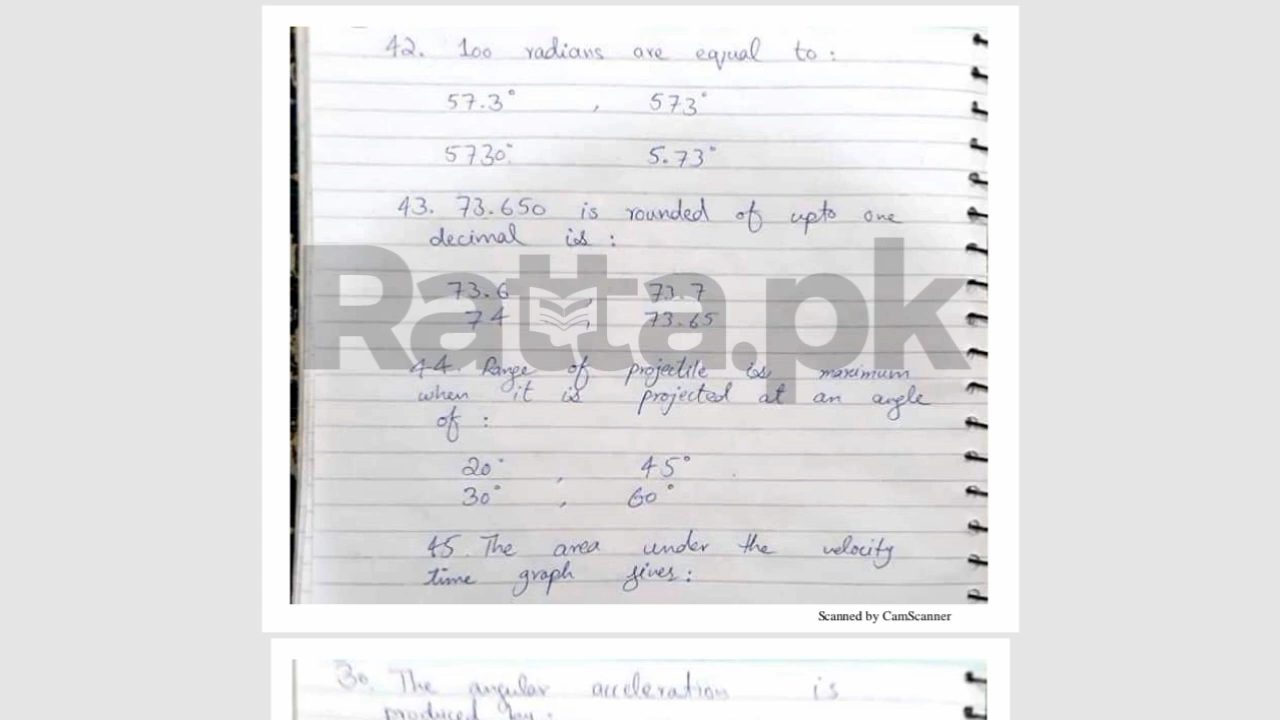 42. 100 radians are equal to :
57.3° , 573°
5730° 5.73°
43. 73.650 is rounded of upto one
decimal is :
73.6 , 73.7
74 , 73.65
Ratta.pk
44. Range of projectile is maximum
when it is projected at an angle
of :
20° , 45°
30° , 60°
45. The area under the velocity
time graph gives :
Scanned by CamScanner
30. The angular acceleration is
produced by :